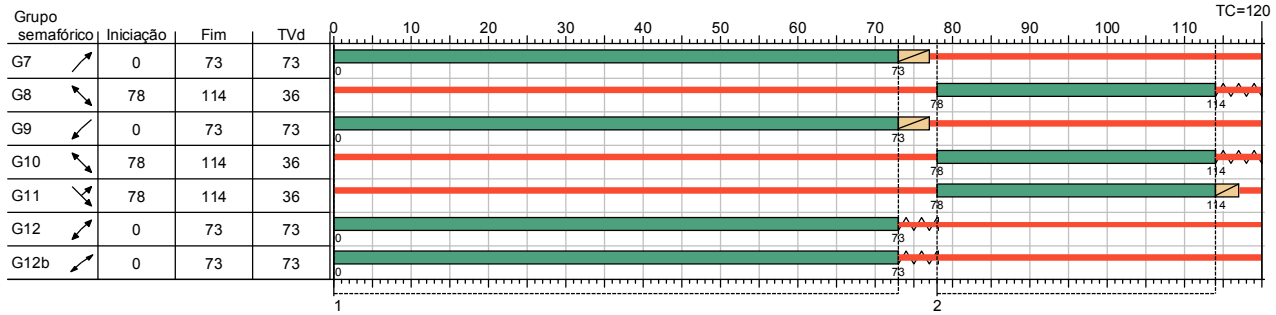 TC=120
Grupo
semafórico Iniciação Fim TVd
0 10 20 30 40 50 60 70 80 90 100 110
G7 0 73 73
0 73
G8 78 114 36
78 114
G9 0 73 73
0 73
G10 78 114 36
78 114
G11 78 114 36
78 114
G12 0 73 73
0 73
G12b 0 73 73
0 73
1 2